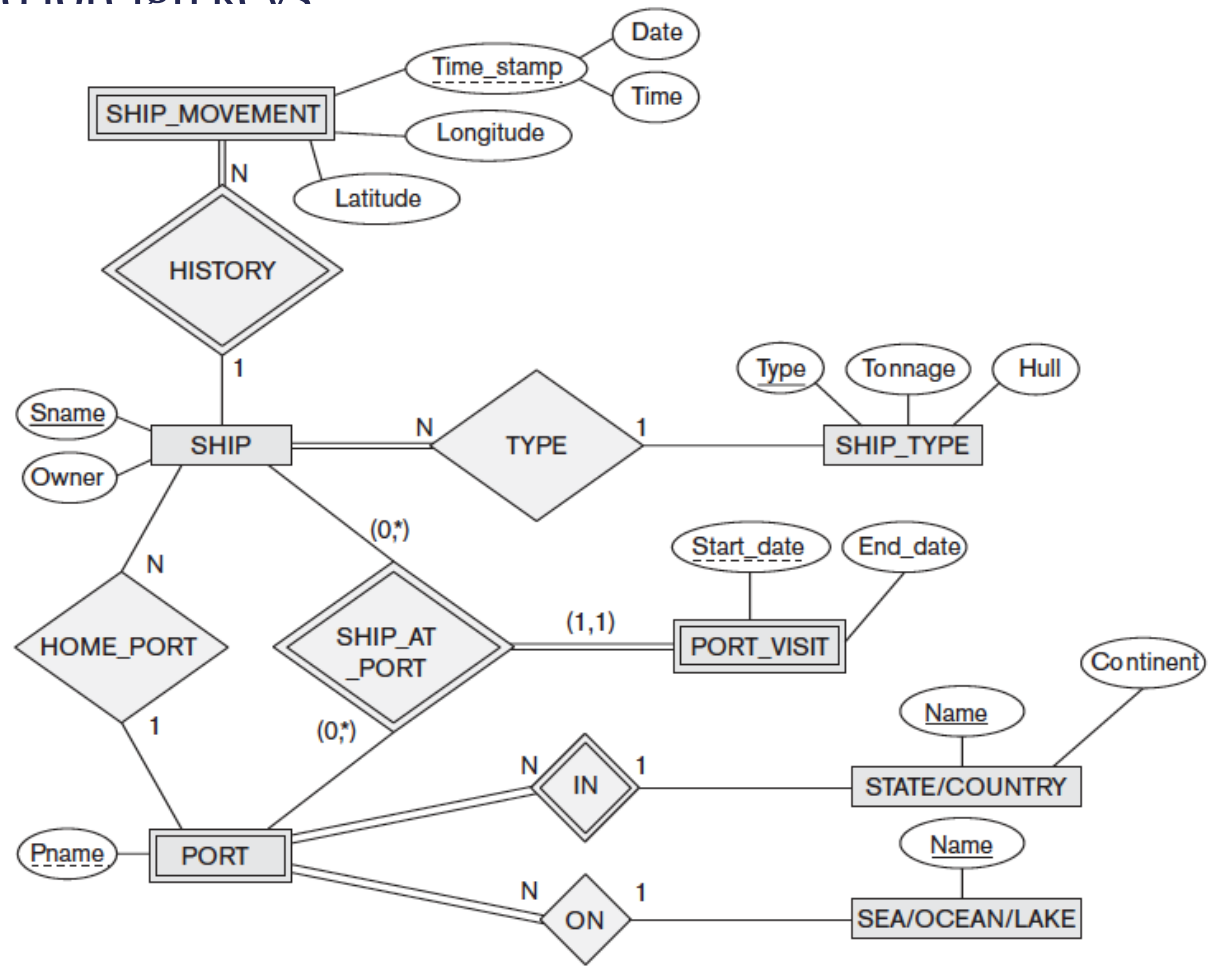 Date
Time_stamp
Time
SHIP_MOVEMENT
Longitude
N
Latitude
HISTORY
1
Type
Tonnage
Hull
Sname
N
1
SHIP
TYPE
SHIP_TYPE
Owner
(0,*)
Start_date
End_date
N
(1,1)
HOME_PORT
SHIP_AT
_PORT
PORT_VISIT
Continent
Name
1
(0,*)
N
1
IN
STATE/COUNTRY
Pname
PORT
Name
N
1
ON
SEA/OCEAN/LAKE